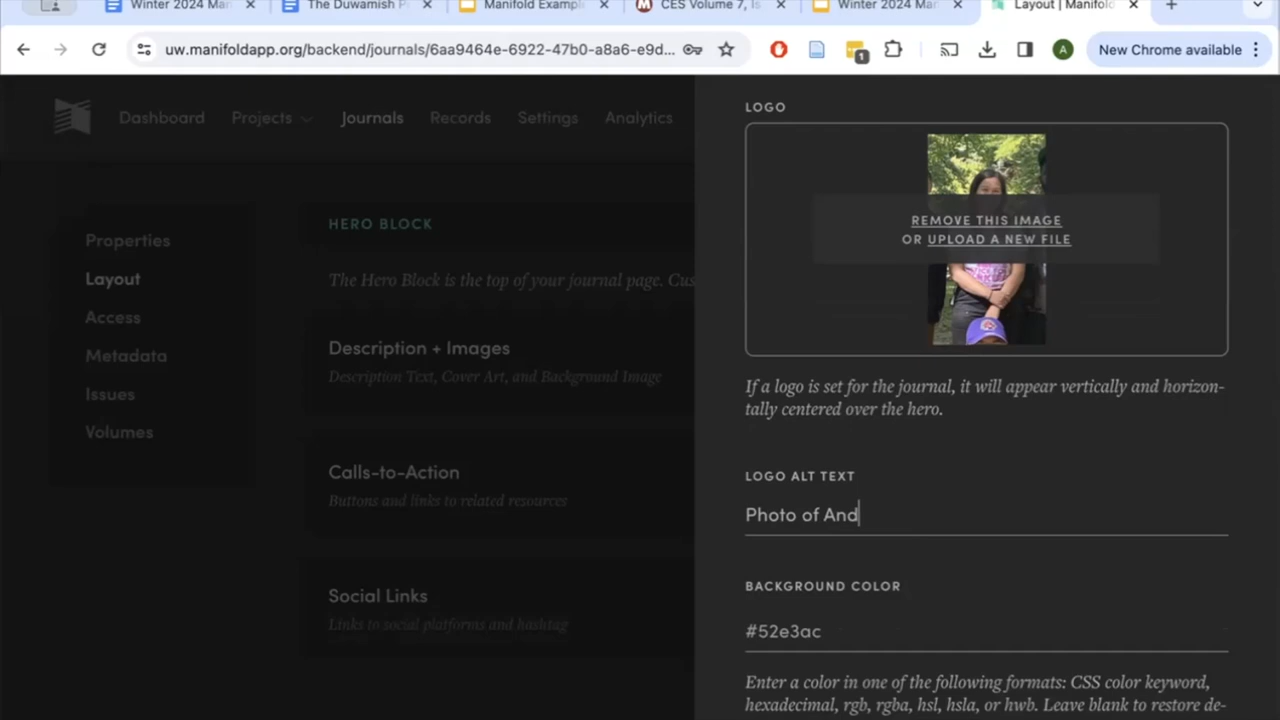 Winter 2024 Man
The Duwamish P
Manifold Exampl
CES Volume 7, Is
Winter 2024 Man
Layout | Manifold
uw.manifoldapp.org/backend/journals/6aa9464e-6922-47b0-a8a6-e9d...
1
A
New Chrome available
Dashboard
Projects
Journals
Records
Settings
Analytics
Properties
Layout
Access
Metadata
Issues
Volumes
HERO BLOCK
The Hero Block is the top of your journal page. Cus
Description + Images
Description Text, Cover Art, and Background Image
Calls-to-Action
Buttons and links to related resources
Social Links
Links to social platforms and hashtag
LOGO
REMOVE THIS IMAGE
OR UPLOAD A NEW FILE
If a logo is set for the journal, it will appear vertically and horizon-
tally centered over the hero.
LOGO ALT TEXT
Photo of And
BACKGROUND COLOR
#52e3ac
Enter a color in one of the following formats: CSS color keyword,
hexadecimal, rgb, rgba, hsl, hsla, or hwb. Leave blank to restore de-